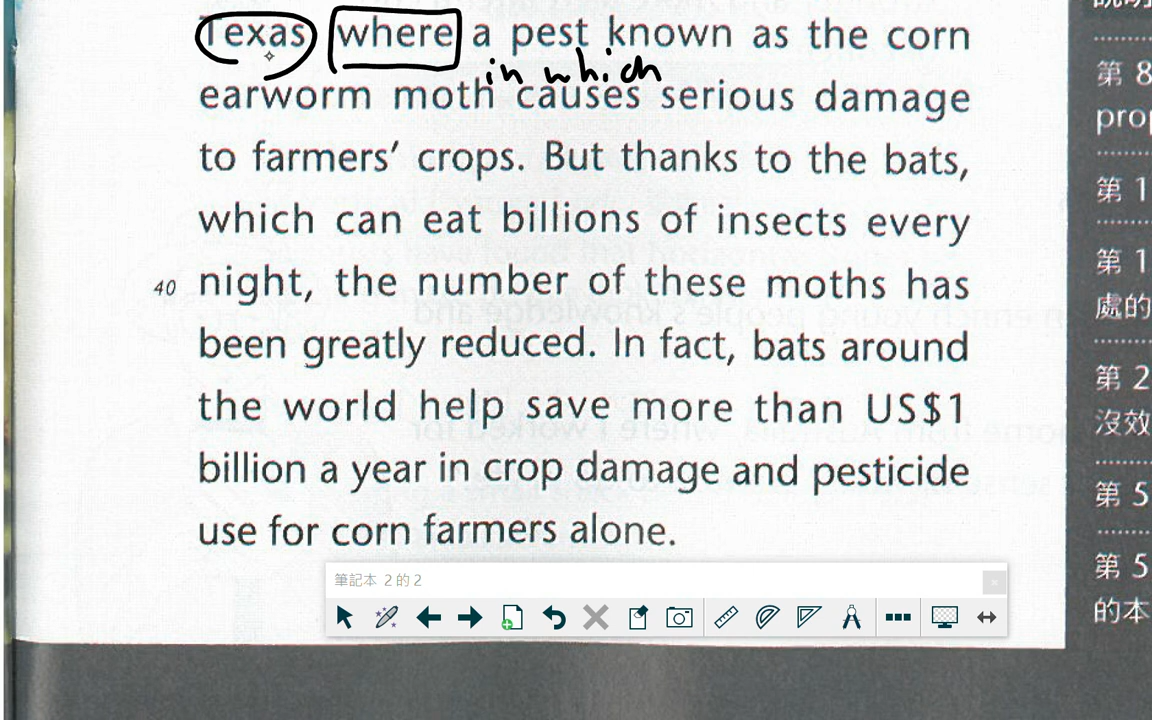 Texas where a pest known as the corn
in which
earworm moth causes serious damage
to farmers’ crops. But thanks to the bats,
which can eat billions of insects every
40 night, the number of these moths has
been greatly reduced. In fact, bats around
the world help save more than US$1
billion a year in crop damage and pesticide
use for corn farmers alone.
筆記本 2 的 2
第 8
prop
第 1
第 1
處的
第 2
沒效
第 5
第 5
的本